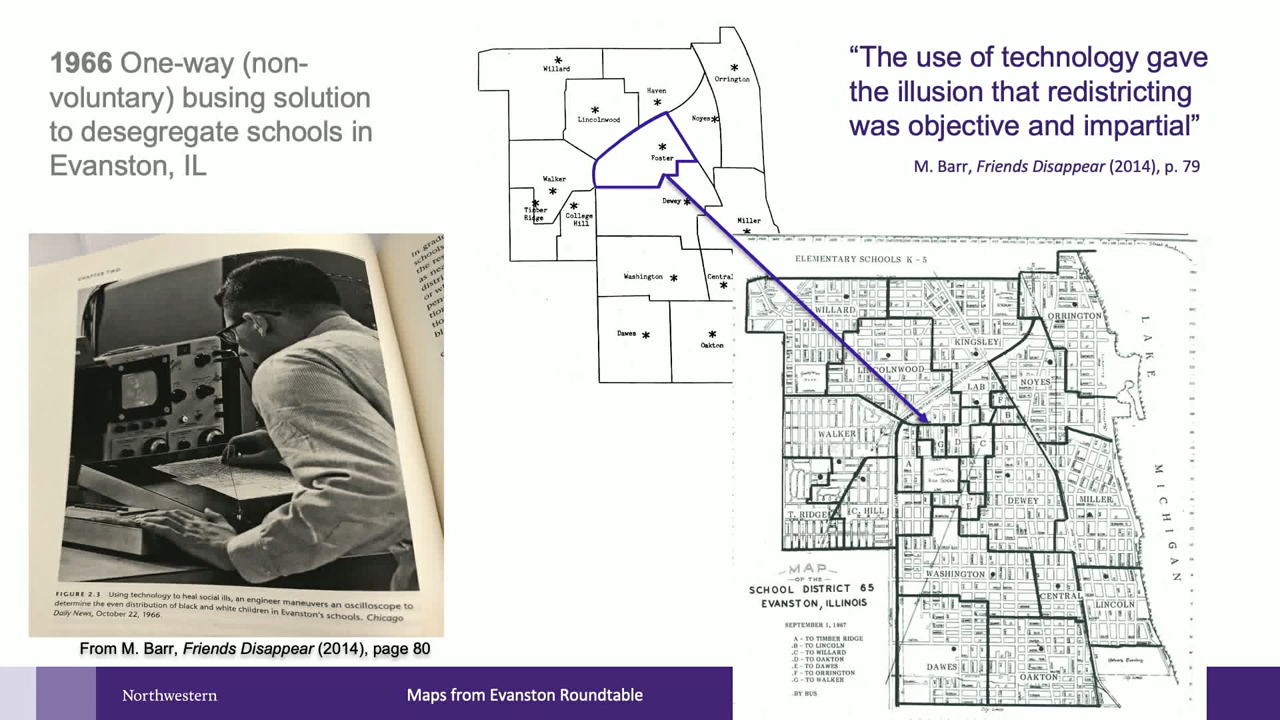 1966 One-way (non-
voluntary) busing solution
to desegregate schools in
Evanston, IL
“The use of technology gave
the illusion that redistricting
was objective and impartial”
M. Barr, Friends Disappear (2014), p. 79
Willard
Orrington
Haven
Lincolnwood
Noyes
Foster
Walker
Timber
Ridge
College
Hill
Dewey
Miller
Washington
Central
Dawes
Oakton
CHAPTER TWO
FIGURE 2.3 Using technology to heal social ills, an engineer maneuvers an oscilloscope to
determine the even distribution of black and white children in Evanston's schools. Chicago
Daily News, October 22, 1966.
From M. Barr, Friends Disappear (2014), page 80
ELEMENTARY SCHOOLS K - 5
WILLARD
ORRINGTON
KINGSLEY
LINCOLNWOOD
LAB
NOYES
F
B
WALKER
G
D
C
A
HIGH SCHOOL
E
DEWEY
MILLER
T. RIDGE
C. HILL
WASHINGTON
CENTRAL
LINCOLN
DAWES
OAKTON
LAKE
MICHIGAN
MAP
OF THE
SCHOOL DISTRICT 65
EVANSTON, ILLINOIS
SEPTEMBER 1, 1967
A - TO TIMBER RIDGE
B - TO LINCOLN
C - TO WILLARD
D - TO OAKTON
E - TO DAWES
F - TO ORRINGTON
G - TO WALKER
BY BUS
Northwestern
Maps from Evanston Roundtable